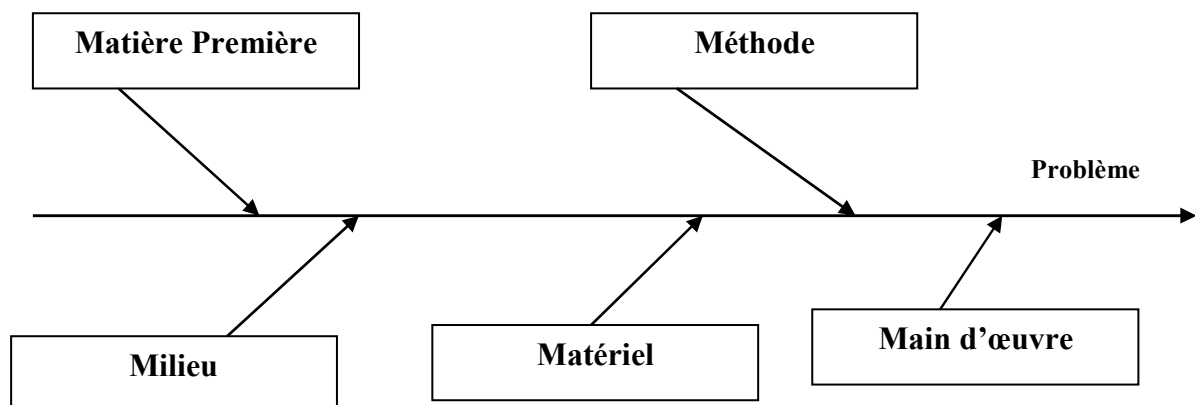 Matière Première
Méthode
Problème
Milieu
Matériel
Main d'œuvre